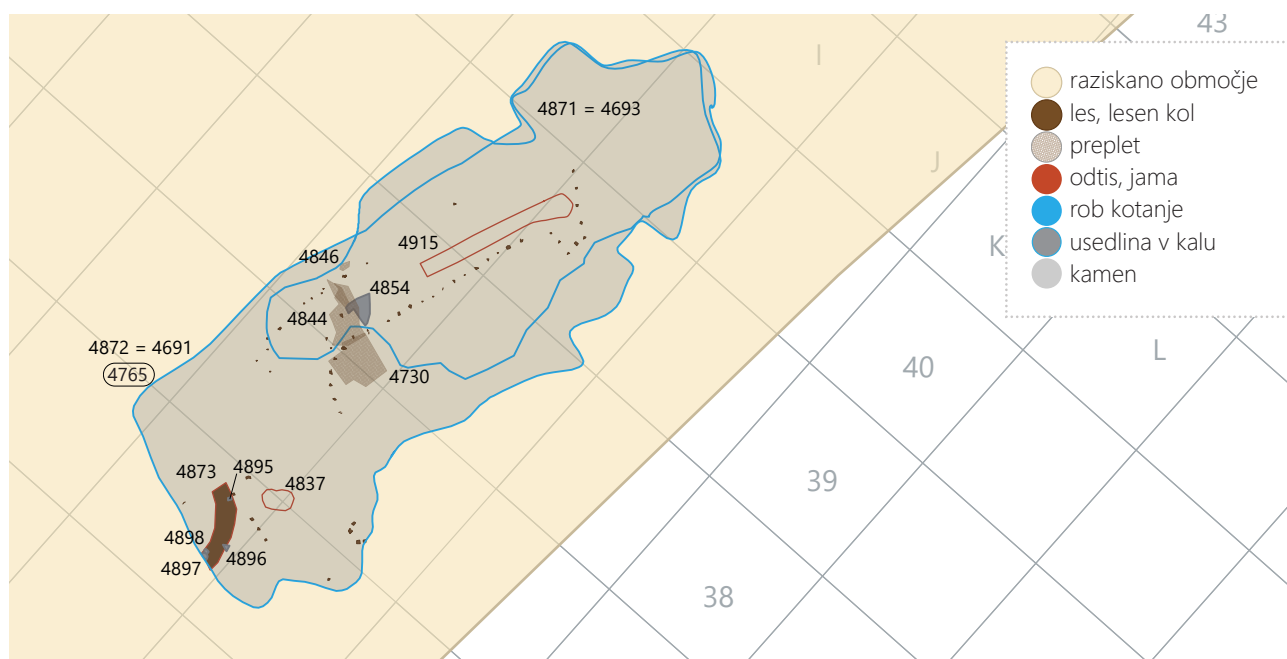 43
I
4871 = 4693
J
4915
K
4846
4854
4844
4872 = 4691
4765
4730
L
40
4873
4895
4837
39
4898
4896
4897
38
raziskano območje
les, lesen kol
preplet
odtis, jama
rob kotanje
usedlina v kalu
kamen